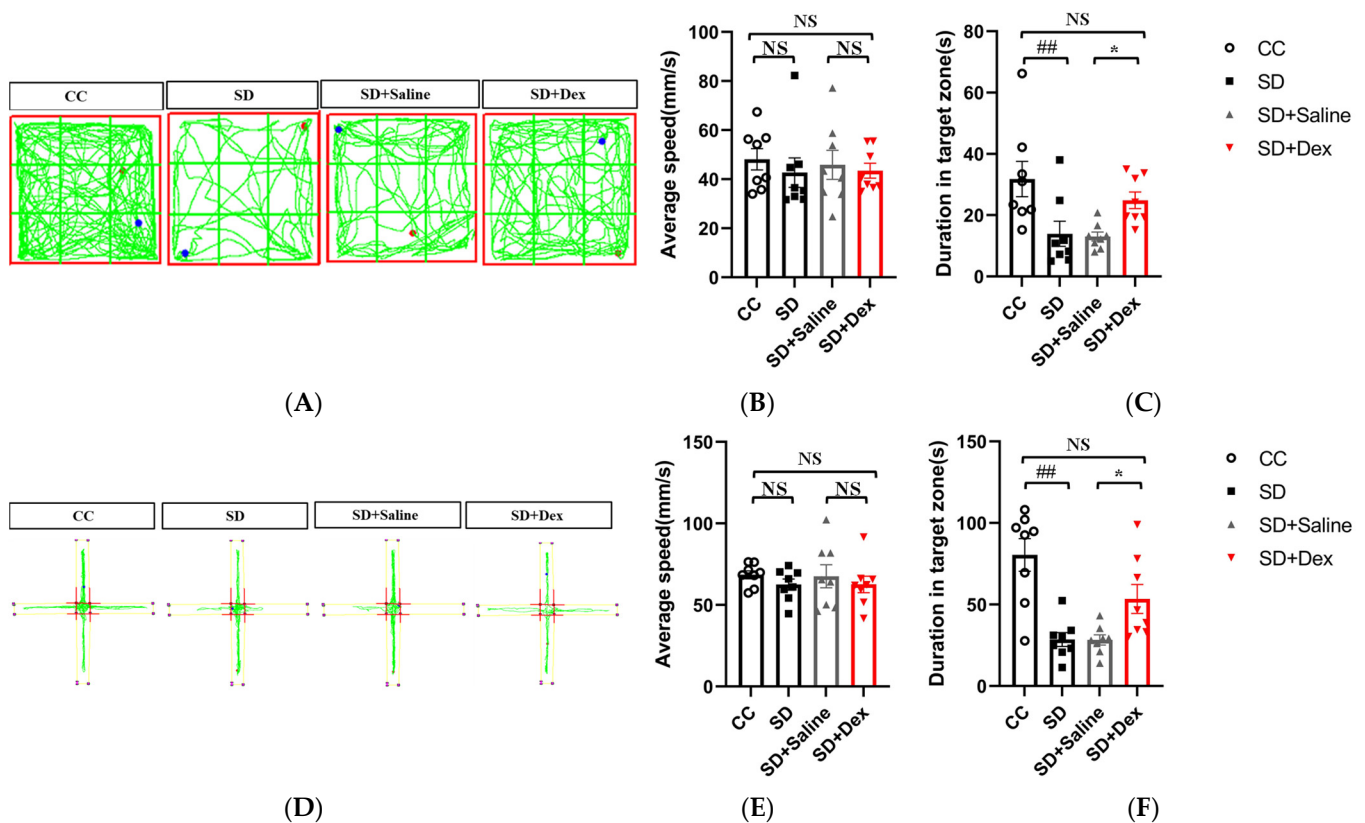 CC SD SD+Saline SD+Dex
(A)
Average speed(mm/s)
100
80
60
40
20
0
NS
NS NS
CC SD SD+Saline SD+Dex
(B)
Duration in target zone(s)
80
60
40
20
0
NS
## *
CC SD SD+Saline SD+Dex
(C)
CC
SD
SD+Saline
SD+Dex
CC SD SD+Saline SD+Dex
(D)
Average speed(mm/s)
150
100
50
0
NS
NS NS
CC SD SD+Saline SD+Dex
(E)
Duration in target zone(s)
150
100
50
0
NS
## *
CC SD SD+Saline SD+Dex
(F)
CC
SD
SD+Saline
SD+Dex